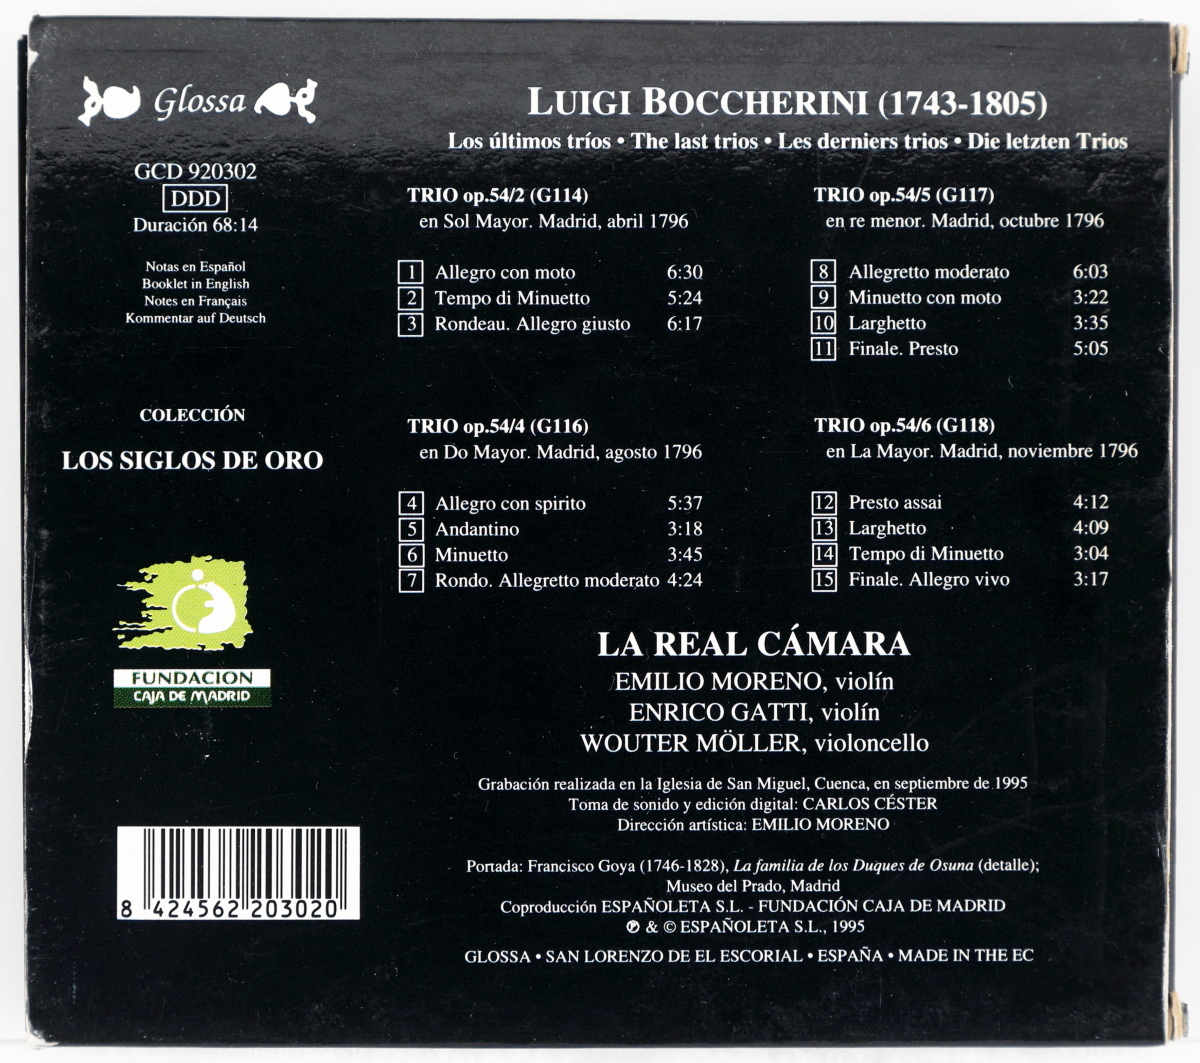 Glossa
GCD 920302
DDD
Duración 68:14
Notas en Español
Booklet in English
Notes en Français
Kommentar auf Deutsch
COLECCIÓN
LOS SIGLOS DE ORO
FUNDACION
CAJA DE MADRID
8 424562 203020
LUIGI BOCCHERINI (1743-1805)
Los últimos tríos • The last trios • Les derniers trios • Die letzten Trios
TRIO op.54/2 (G114)
en Sol Mayor. Madrid, abril 1796
1 Allegro con moto 6:30
2 Tempo di Minuetto 5:24
3 Rondeau. Allegro giusto 6:17
TRIO op.54/4 (G116)
en Do Mayor. Madrid, agosto 1796
4 Allegro con spirito 5:37
5 Andantino 3:18
6 Minuetto 3:45
7 Rondo. Allegretto moderato 4:24
TRIO op.54/5 (G117)
en re menor. Madrid, octubre 1796
8 Allegretto moderato 6:03
9 Minuetto con moto 3:22
10 Larghetto 3:35
11 Finale. Presto 5:05
TRIO op.54/6 (G118)
en La Mayor. Madrid, noviembre 1796
12 Presto assai 4:12
13 Larghetto 4:09
14 Tempo di Minuetto 3:04
15 Finale. Allegro vivo 3:17
LA REAL CÁMARA
EMILIO MORENO, violín
ENRICO GATTI, violín
WOUTER MÖLLER, violoncello
Grabación realizada en la Iglesia de San Miguel, Cuenca, en septiembre de 1995
Toma de sonido y edición digital: CARLOS CÉSTER
Dirección artística: EMILIO MORENO
Portada: Francisco Goya (1746-1828), La familia de los Duques de Osuna (detalle);
Museo del Prado, Madrid
Coproducción ESPAÑOLETA S.L. - FUNDACIÓN CAJA DE MADRID
℗ & © ESPAÑOLETA S.L., 1995
GLOSSA • SAN LORENZO DE EL ESCORIAL • ESPAÑA • MADE IN THE EC